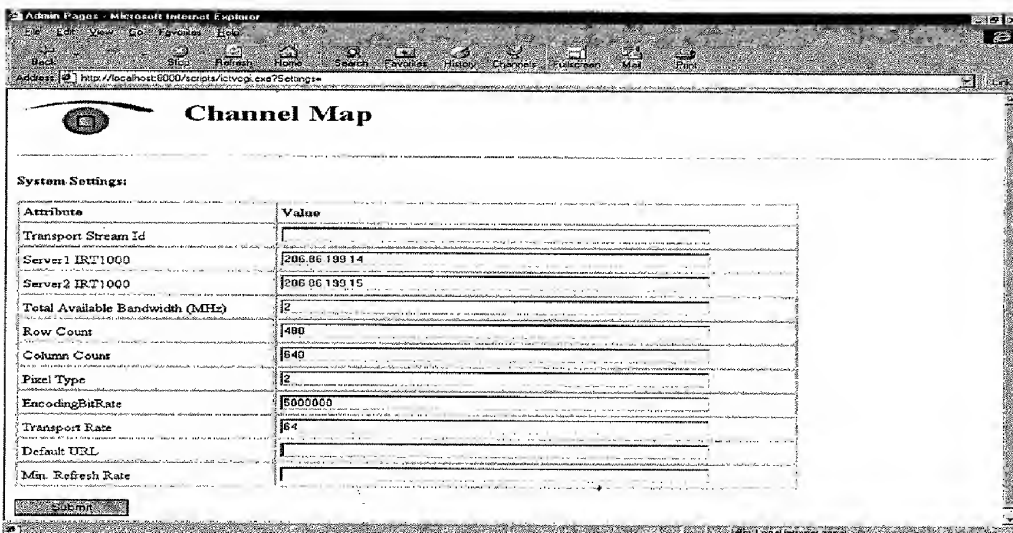 Admin Pages - Microsoft Internet Explorer
File Edit View Go Favorites Help
Back Stop Refresh Home Search Favorites History Channels Fullscreen Mail Print
Address http://localhost:8000/scripts/ictvcgi.exe?Settings=
Channel Map
System Settings:
Attribute Value
Transport Stream Id
Server1 IRT1000 206.86.199.14
Server2 IRT1000 206.86.199.15
Total Available Bandwidth (MHz) 2
Row Count 480
Column Count 640
Pixel Type 2
EncodingBitRate 5000000
Transport Rate 64
Default URL
Min. Refresh Rate
Submit